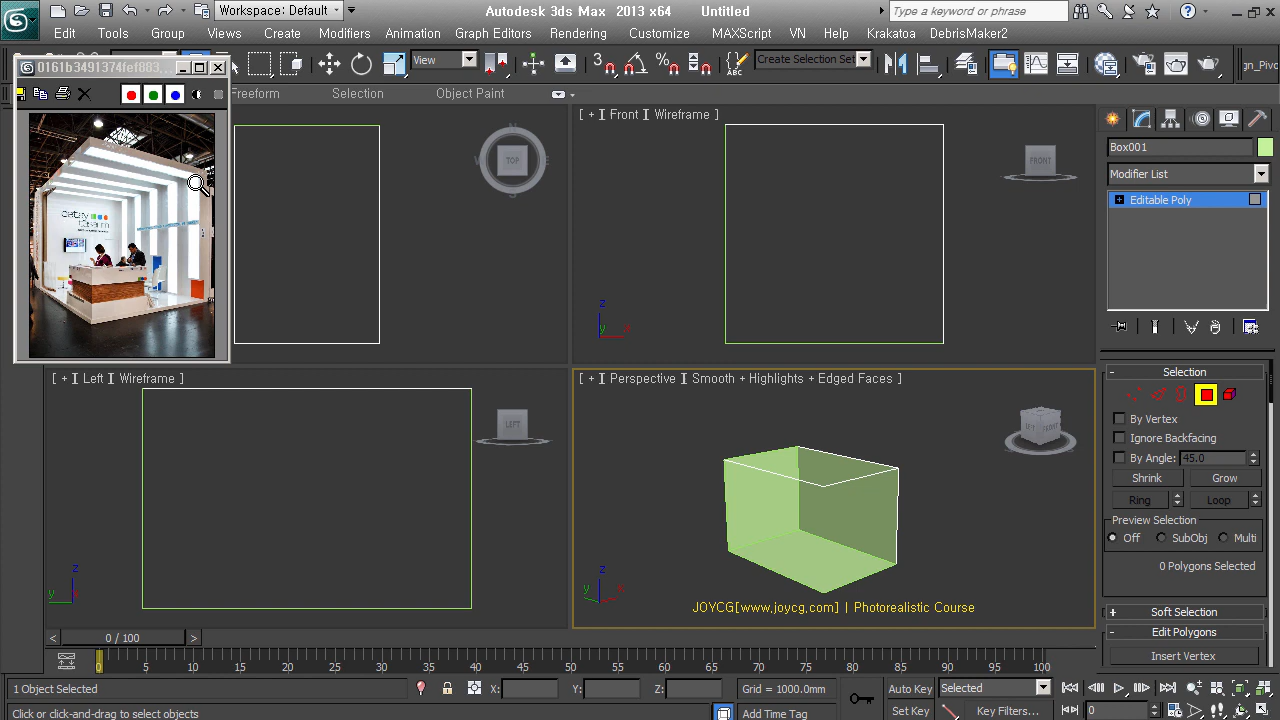 Workspace: Default
Autodesk 3ds Max 2013 x64 Untitled
Type a keyword or phrase
Edit Tools Group Views Create Modifiers Animation Graph Editors Rendering Customize MAXScript VN Help Krakatoa DebrisMaker2
0161b3491374fef883...
View
3
%
ABC
Create Selection Set
gn_Pivo
Freeform Selection Object Paint
[ + ] Front [ Wireframe ]
TOP
FRONT
Box001
Modifier List
Editable Poly
z
y x
[ + ] Left [ Wireframe ]
LEFT
[ + ] Perspective [ Smooth + Highlights + Edged Faces ]
LEFT FRONT
z
y x
z
y x
JOYCG[www.joycg.com] | Photorealistic Course
- Selection
By Vertex
Ignore Backfacing
By Angle: 45.0
Shrink Grow
Ring Loop
Preview Selection
Off SubObj Multi
0 Polygons Selected
+ Soft Selection
- Edit Polygons
Insert Vertex
< 0 / 100 >
0 5 10 15 20 25 30 35 40 45 50 55 60 65 70 75 80 85 90 95 100
1 Object Selected X: Y: Z: Grid = 1000.0mm Auto Key Selected
Click or click-and-drag to select objects Add Time Tag Set Key Key Filters... 0